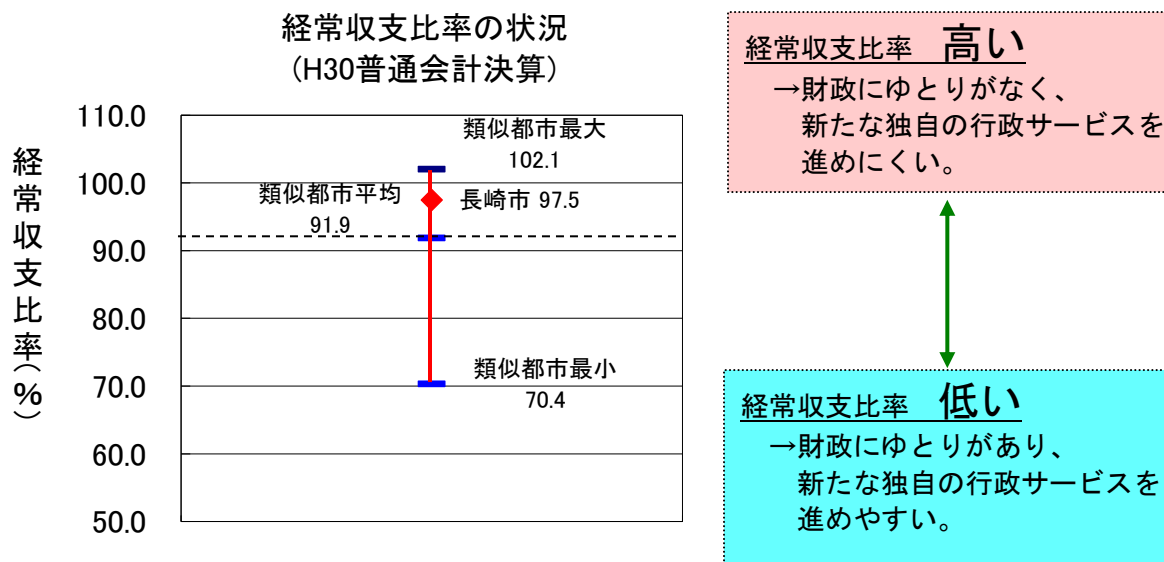 経常収支比率の状況
(H30普通会計決算)
経常収支比率(%)
110.0
100.0
90.0
80.0
70.0
60.0
50.0
類似都市最大
102.1
類似都市平均
91.9
長崎市 97.5
類似都市最小
70.4
経常収支比率 高い
→財政にゆとりがなく、
新たな独自の行政サービスを
進めにくい。
経常収支比率 低い
→財政にゆとりがあり、
新たな独自の行政サービスを
進めやすい。